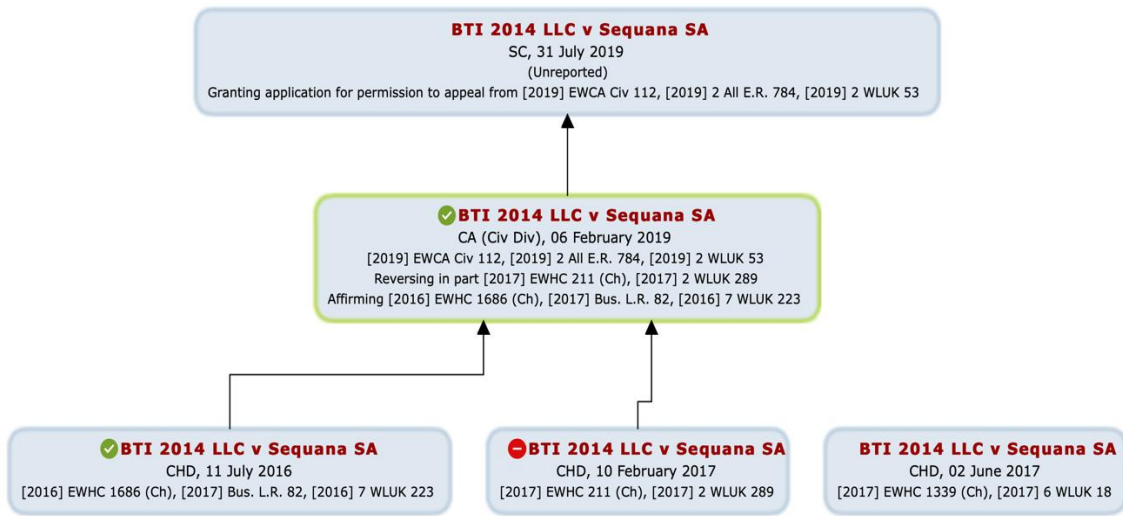 BTI 2014 LLC v Sequana SA
SC, 31 July 2019
(Unreported)
Granting application for permission to appeal from [2019] EWCA Civ 112, [2019] 2 All E.R. 784, [2019] 2 WLUK 53
BTI 2014 LLC v Sequana SA
CA (Civ Div), 06 February 2019
[2019] EWCA Civ 112, [2019] 2 All E.R. 784, [2019] 2 WLUK 53
Reversing in part [2017] EWHC 211 (Ch), [2017] 2 WLUK 289
Affirming [2016] EWHC 1686 (Ch), [2017] Bus. L.R. 82, [2016] 7 WLUK 223
BTI 2014 LLC v Sequana SA
CHD, 11 July 2016
[2016] EWHC 1686 (Ch), [2017] Bus. L.R. 82, [2016] 7 WLUK 223
BTI 2014 LLC v Sequana SA
CHD, 10 February 2017
[2017] EWHC 211 (Ch), [2017] 2 WLUK 289
BTI 2014 LLC v Sequana SA
CHD, 02 June 2017
[2017] EWHC 1339 (Ch), [2017] 6 WLUK 18